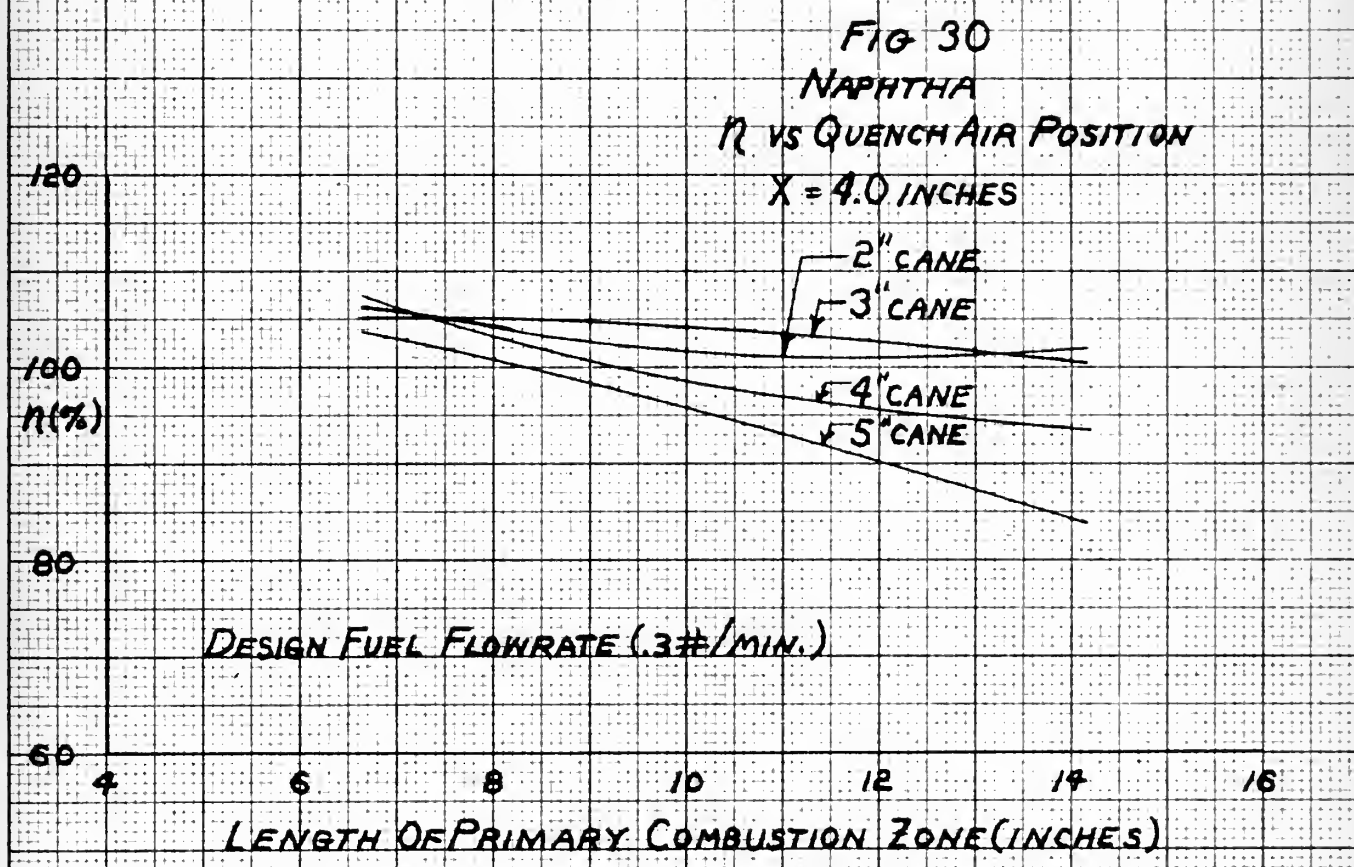 FIG 30
NAPHTHA
η VS QUENCH AIR POSITION
X = 4.0 INCHES
120
2" CANE
3" CANE
100
4" CANE
η(%)
5" CANE
80
DESIGN FUEL FLOWRATE (.3#/MIN.)
60
4 6 8 10 12 14 16
LENGTH OF PRIMARY COMBUSTION ZONE (INCHES)